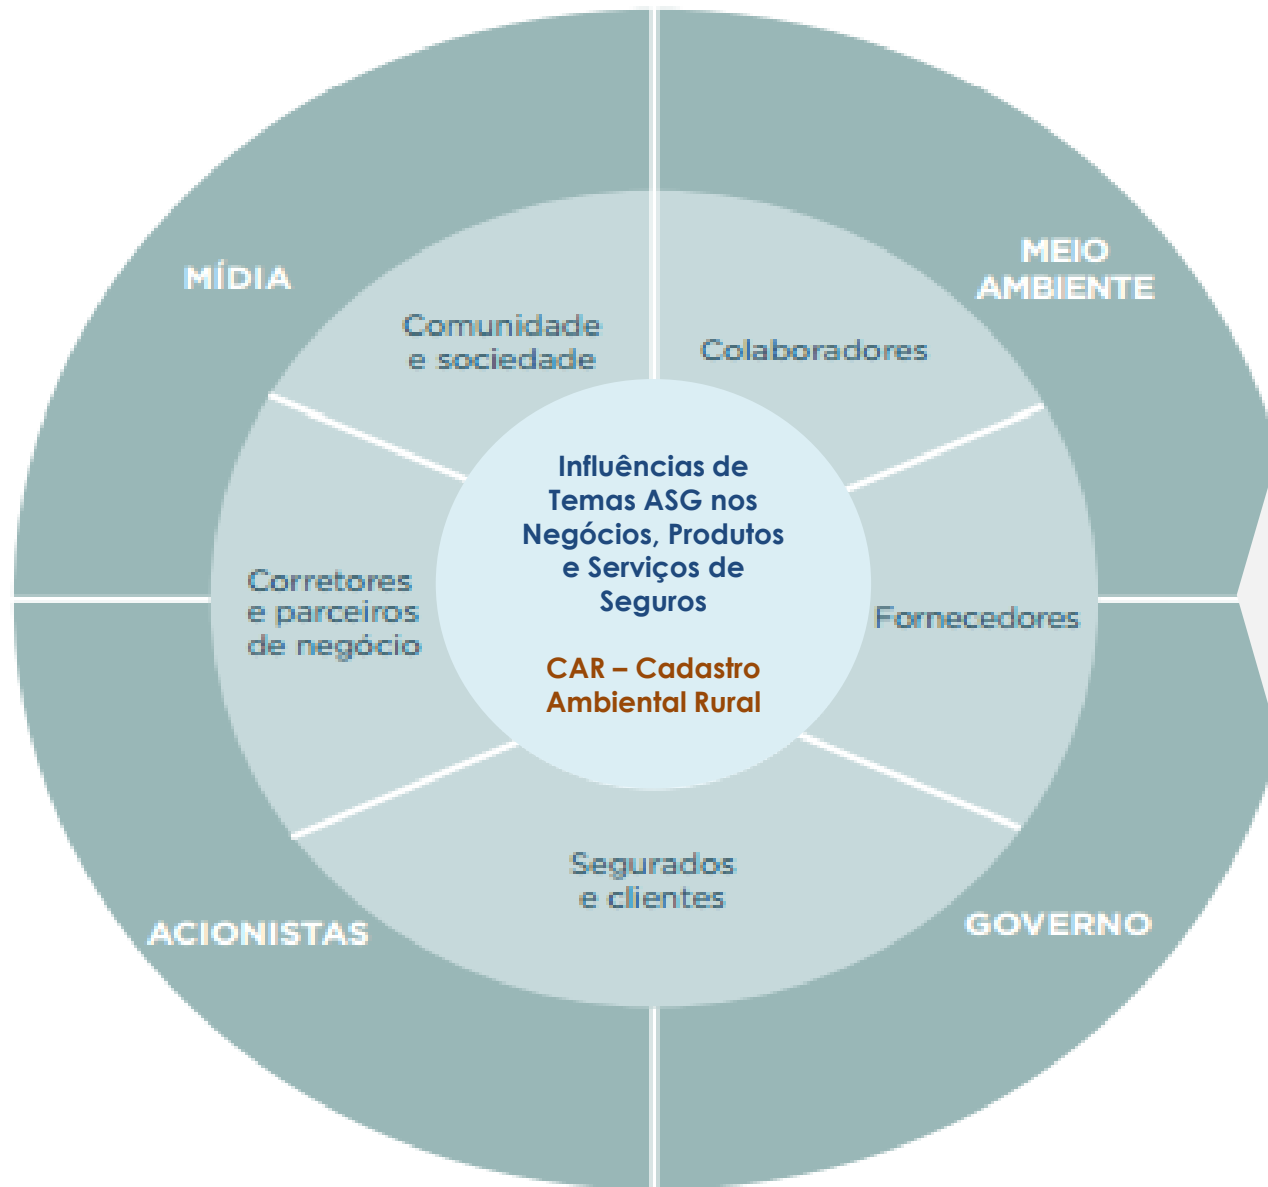 MÍDIA
MEIO
AMBIENTE
Comunidade
e sociedade
Colaboradores
Influências de
Temas ASG nos
Negócios, Produtos
e Serviços de
Seguros
CAR – Cadastro
Ambiental Rural
Corretores
e parceiros
de negócio
Fornecedores
Segurados
e clientes
ACIONISTAS
GOVERNO